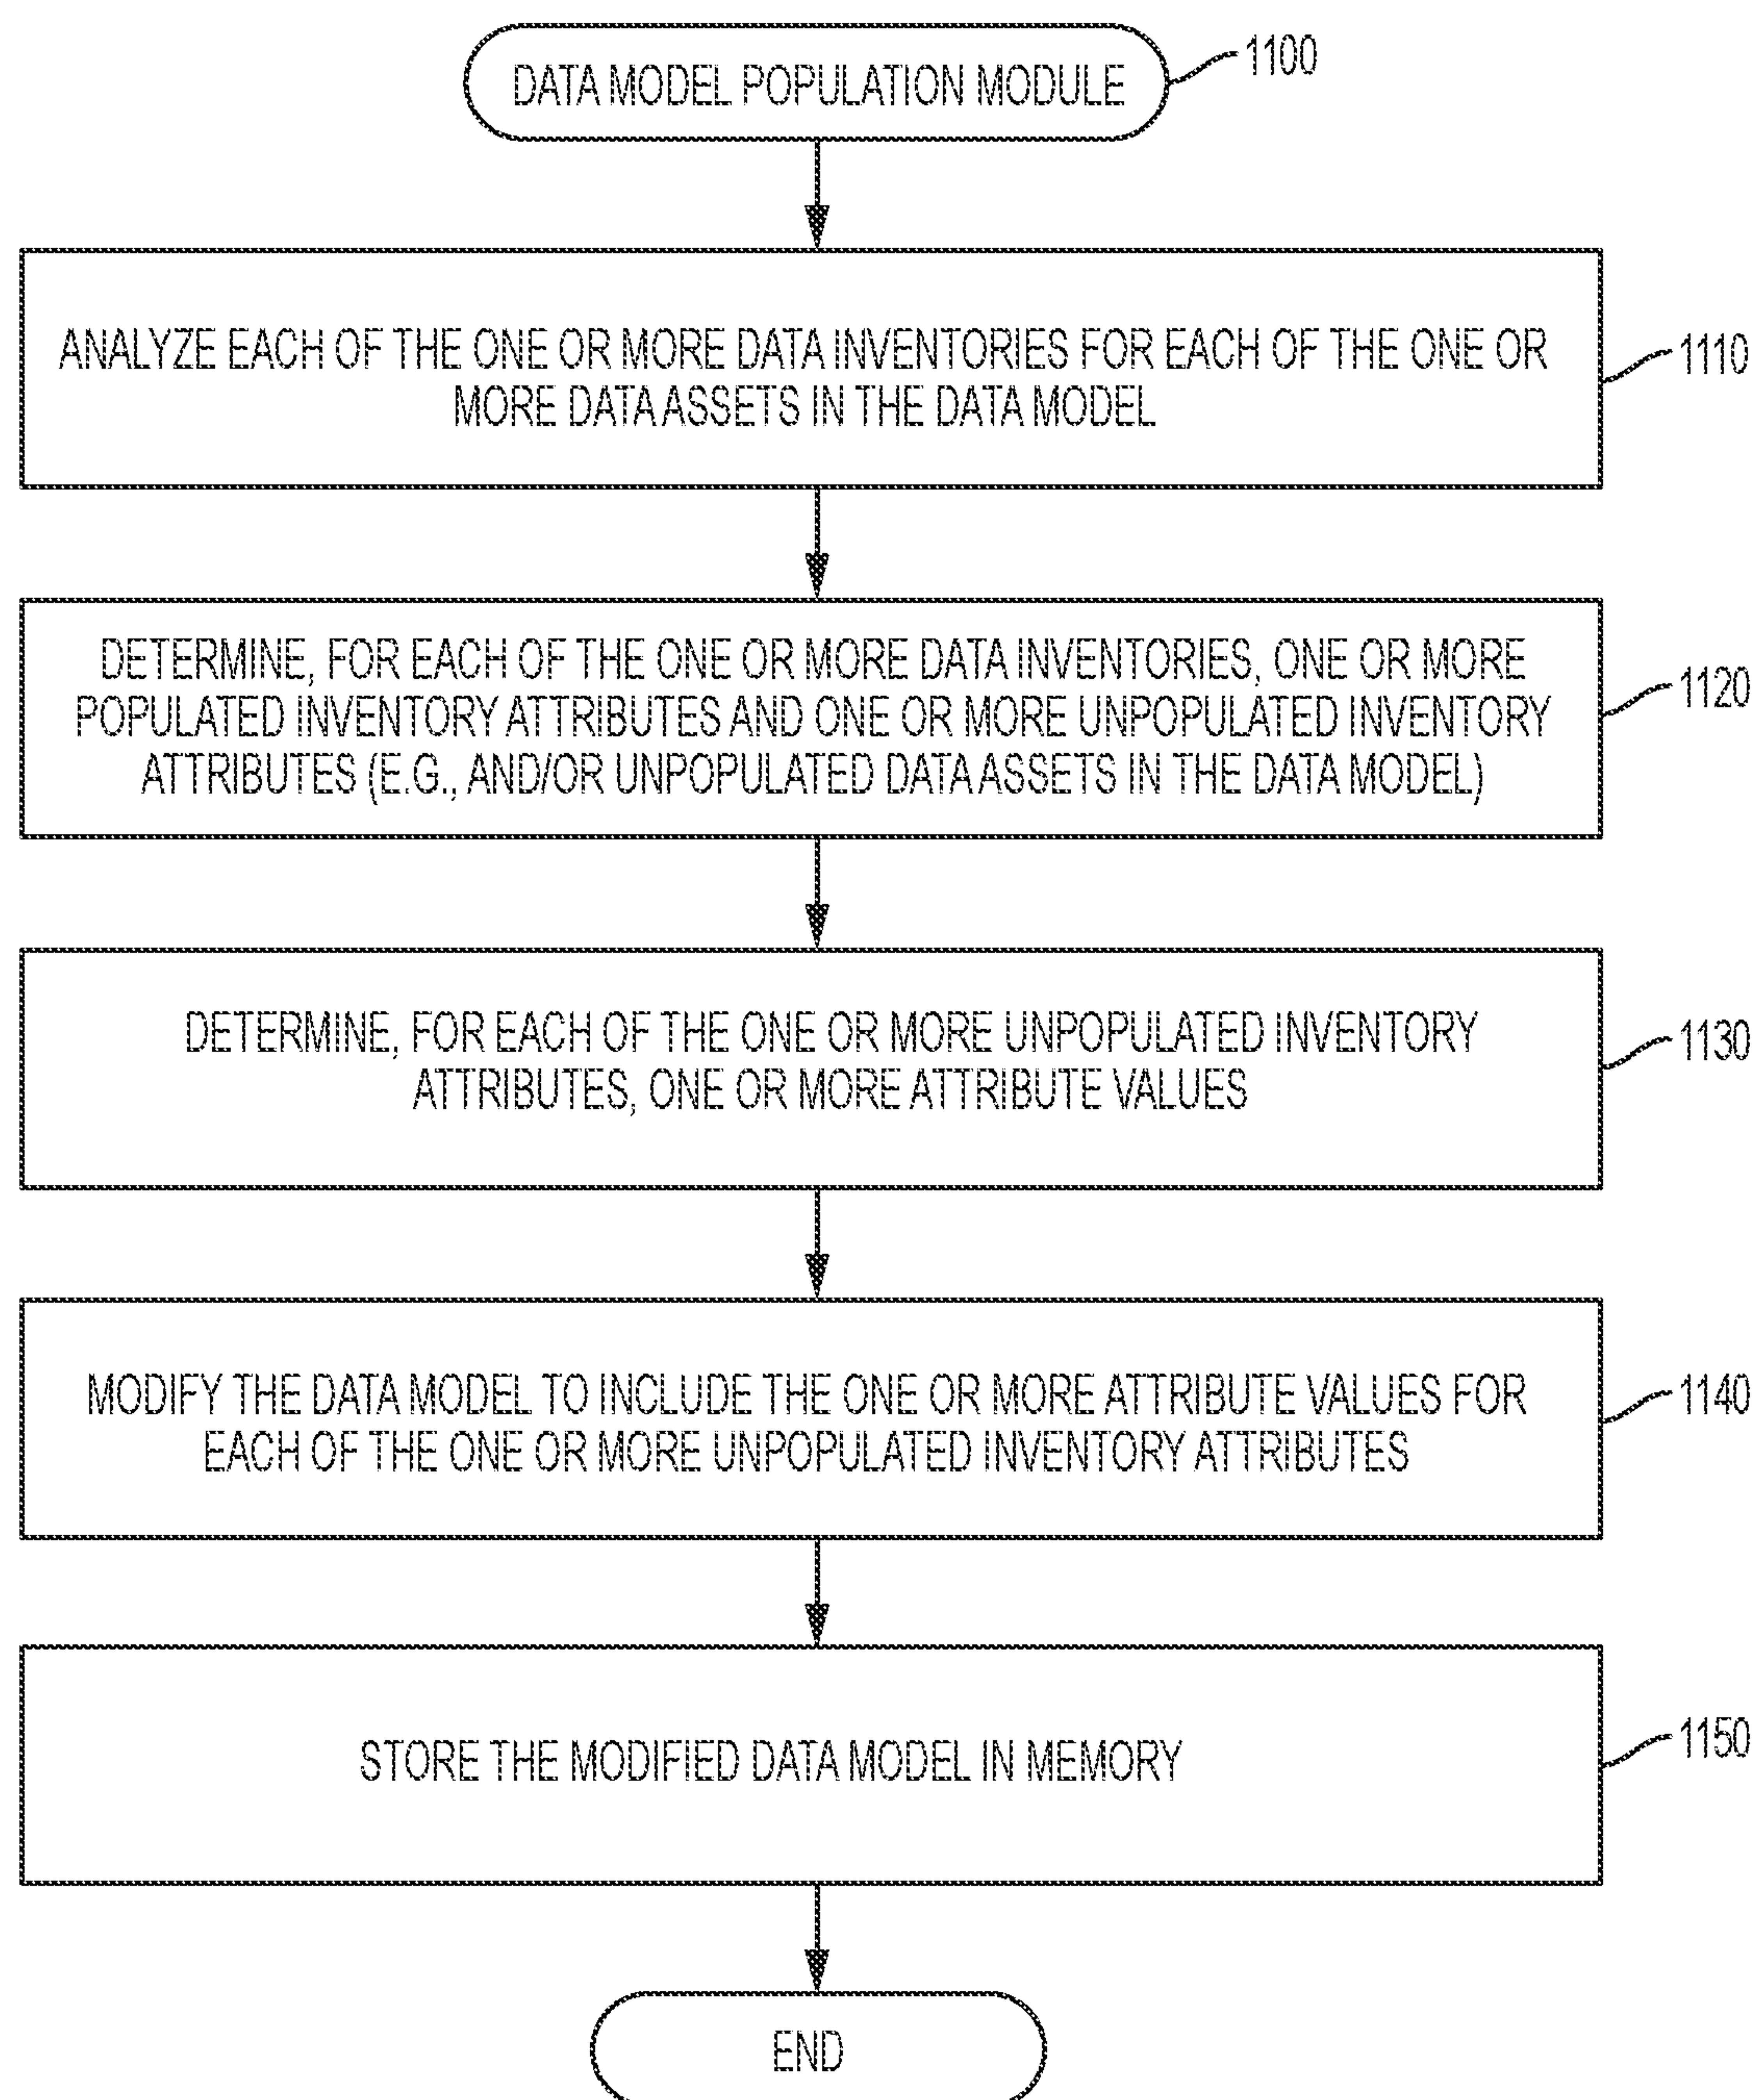 DATA MODEL POPULATION MODULE
1100
ANALYZE EACH OF THE ONE OR MORE DATA INVENTORIES FOR EACH OF THE ONE OR
MORE DATA ASSETS IN THE DATA MODEL
1110
DETERMINE, FOR EACH OF THE ONE OR MORE DATA INVENTORIES, ONE OR MORE
POPULATED INVENTORY ATTRIBUTES AND ONE OR MORE UNPOPULATED INVENTORY
ATTRIBUTES (E.G., AND/OR UNPOPULATED DATA ASSETS IN THE DATA MODEL)
1120
DETERMINE, FOR EACH OF THE ONE OR MORE UNPOPULATED INVENTORY
ATTRIBUTES, ONE OR MORE ATTRIBUTE VALUES
1130
MODIFY THE DATA MODEL TO INCLUDE THE ONE OR MORE ATTRIBUTE VALUES FOR
EACH OF THE ONE OR MORE UNPOPULATED INVENTORY ATTRIBUTES
1140
STORE THE MODIFIED DATA MODEL IN MEMORY
1150
END